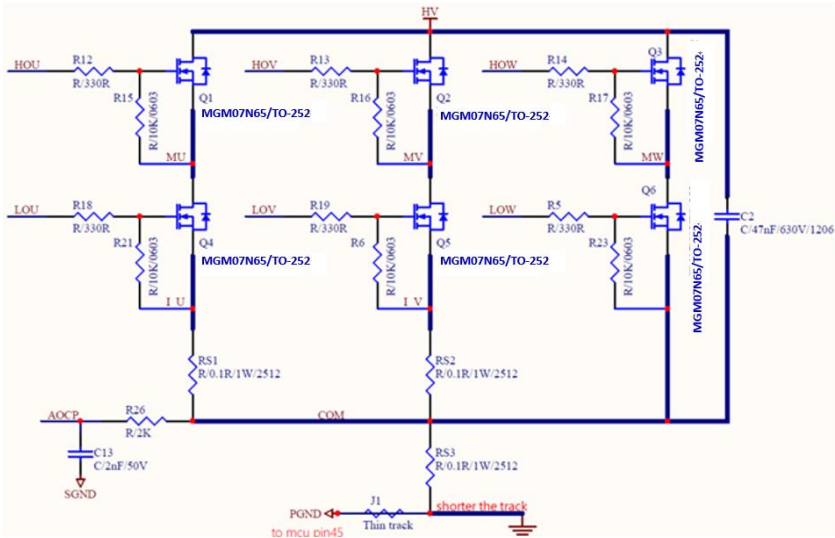 HV
HOU
R12
R/330R
R15
R/10K/0603
Q1
MGM07N65/TO-252
MU
HOV
R13
R/330R
R16
R/10K/0603
Q2
MGM07N65/TO-252
MV
HOW
R14
R/330R
R17
R/10K/0603
Q3
MGM07N65/TO-252
MW
LOU
R18
R/330R
R21
R/10K/0603
Q4
MGM07N65/TO-252
I_U
LOV
R19
R/330R
R6
R/10K/0603
Q5
MGM07N65/TO-252
I_V
LOW
R5
R/330R
R23
R/10K/0603
Q6
MGM07N65/TO-252
C2
C/47nF/630V/1206
RS1
R/0.1R/1W/2512
RS2
R/0.1R/1W/2512
AOCP
R26
R/2K
COM
C13
C/2nF/50V
SGND
RS3
R/0.1R/1W/2512
J1
shorter the track
PGND
Thin track
to mcu pin45